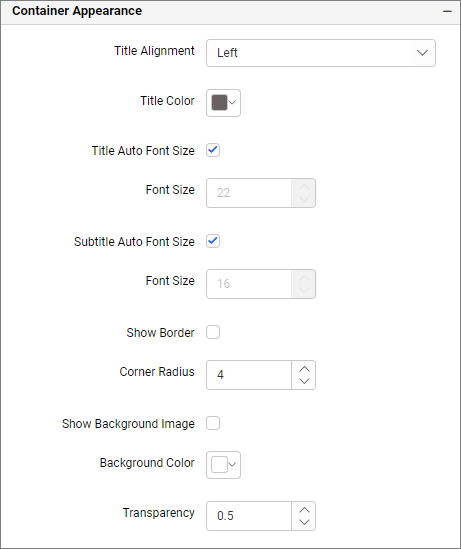 Container Appearance
Title Alignment Left
Title Color
Title Auto Font Size
Font Size 22
Subtitle Auto Font Size
Font Size 16
Show Border
Corner Radius 4
Show Background Image
Background Color
Transparency 0.5